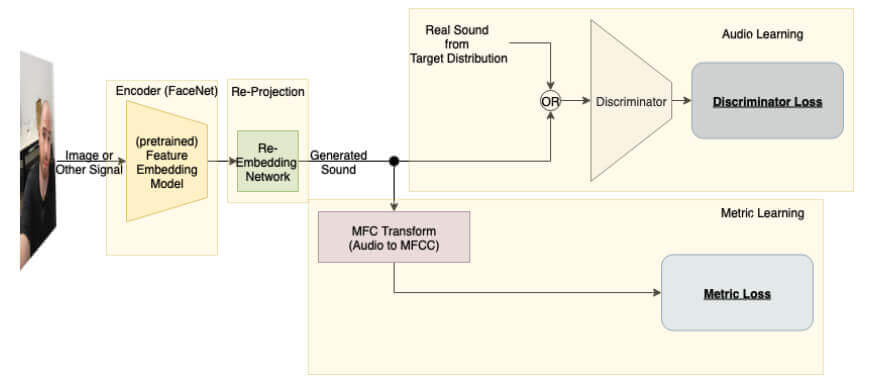 Real Sound
from
Target Distribution
Audio Learning
Encoder (FaceNet)
Re-Projection
OR
Discriminator
Discriminator Loss
(pretrained)
Feature
Embedding
Model
Image or
Other Signal
Re-
Embedding
Network
Generated
Sound
Metric Learning
MFC Transform
(Audio to MFCC)
Metric Loss